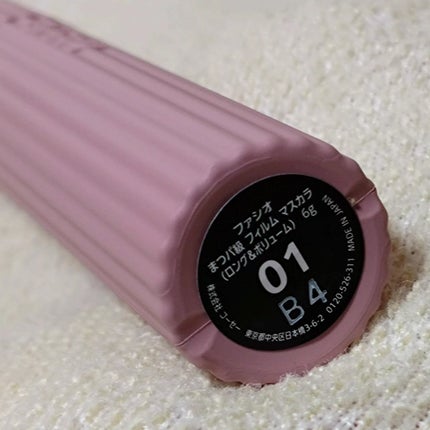 ファシオ
まつパ級 フィルム マスカラ
(ロング&ボリューム) 6g
01
B4
株式会社 コーセー
東京都中央区日本橋3-6-2 0120-526-311 MADE IN JAPAN